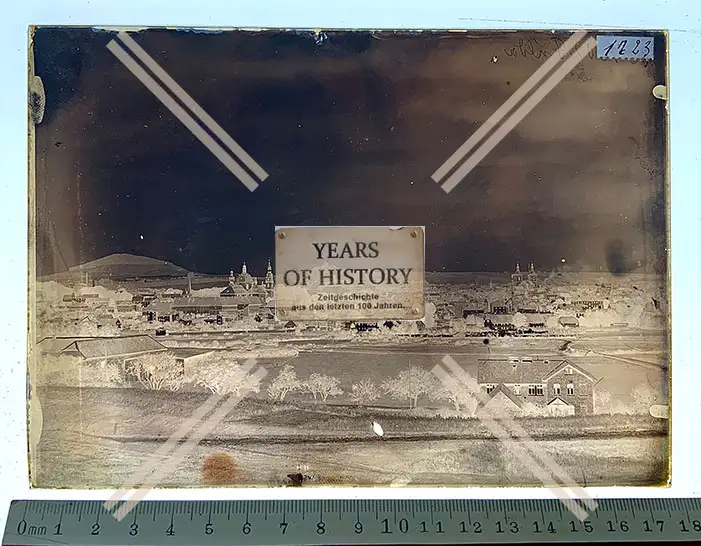 1723
YEARS
OF HISTORY
Zeitgeschichte
aus den letzten 100 Jahren.
0mm 1 2 3 4 5 6 7 8 9 10 11 12 13 14 15 16 17 18